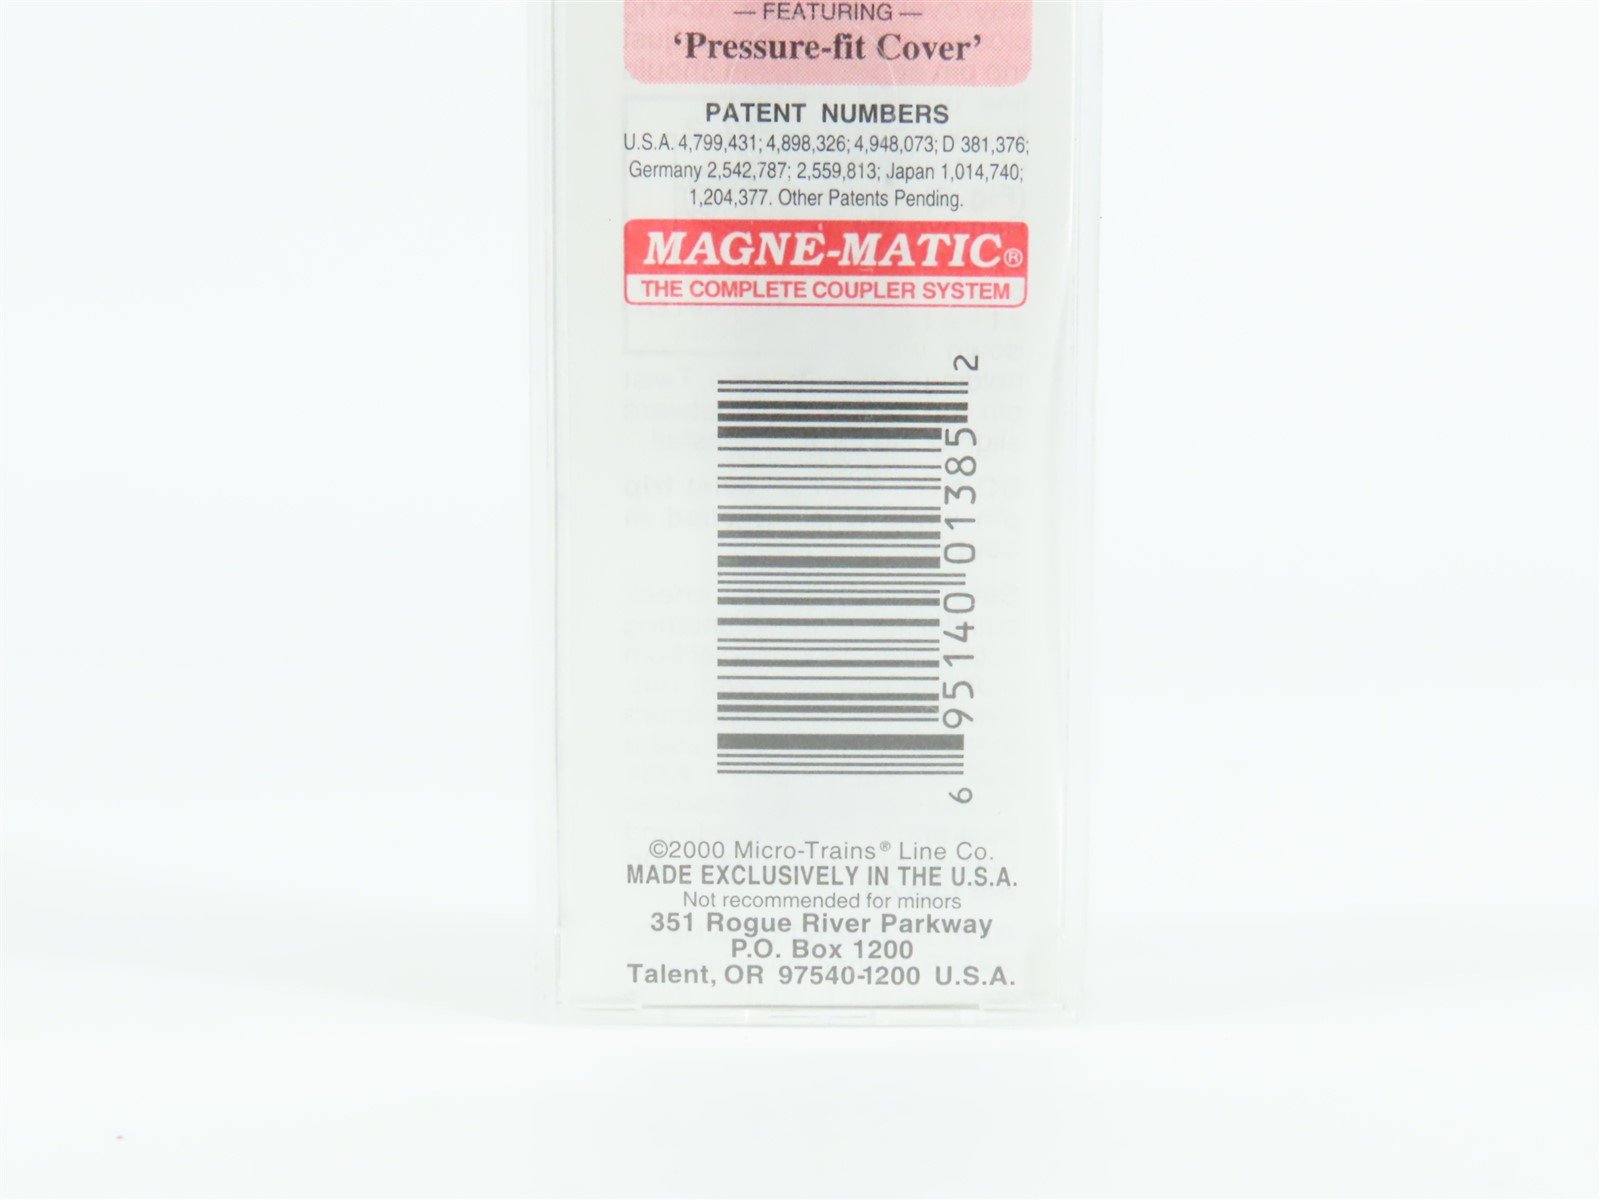 — FEATURING —
‘Pressure-fit Cover’
PATENT NUMBERS
U.S.A. 4,799,431; 4,898,326; 4,948,073; D 381,376;
Germany 2,542,787; 2,559,813; Japan 1,014,740;
1,204,377. Other Patents Pending.
MAGNE-MATIC®
THE COMPLETE COUPLER SYSTEM
6 95140 01385 2
©2000 Micro-Trains® Line Co.
MADE EXCLUSIVELY IN THE U.S.A.
Not recommended for minors
351 Rogue River Parkway
P.O. Box 1200
Talent, OR 97540-1200 U.S.A.